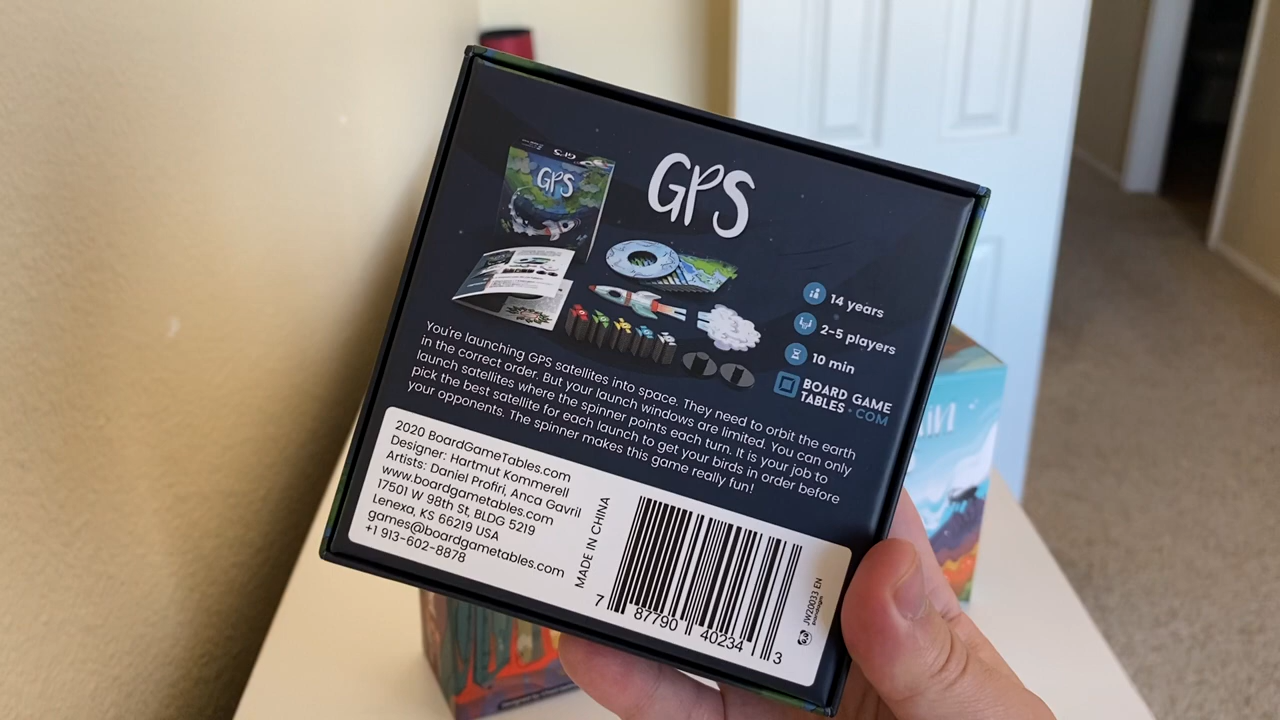 GPS
GPS
GPS
14 years
2-5 players
10 min
BOARD GAME
TABLES.COM
You're launching GPS satellites into space. They need to orbit the earth
in the correct order. But your launch windows are limited. You can only
launch satellites where the spinner points each turn. It is your job to
pick the best satellite for each launch to get your birds in order before
your opponents. The spinner makes this game really fun!
2020 BoardGameTables.com
Designer: Hartmut Kommerell
Artists: Daniel Profiri, Anca Gavril
www.boardgametables.com
17501 W 98th St, BLDG 5219
Lenexa, KS 66219 USA
games@boardgametables.com
+1 913-602-8878
MADE IN CHINA
7 87790 40234 3
JWZ0033 EN